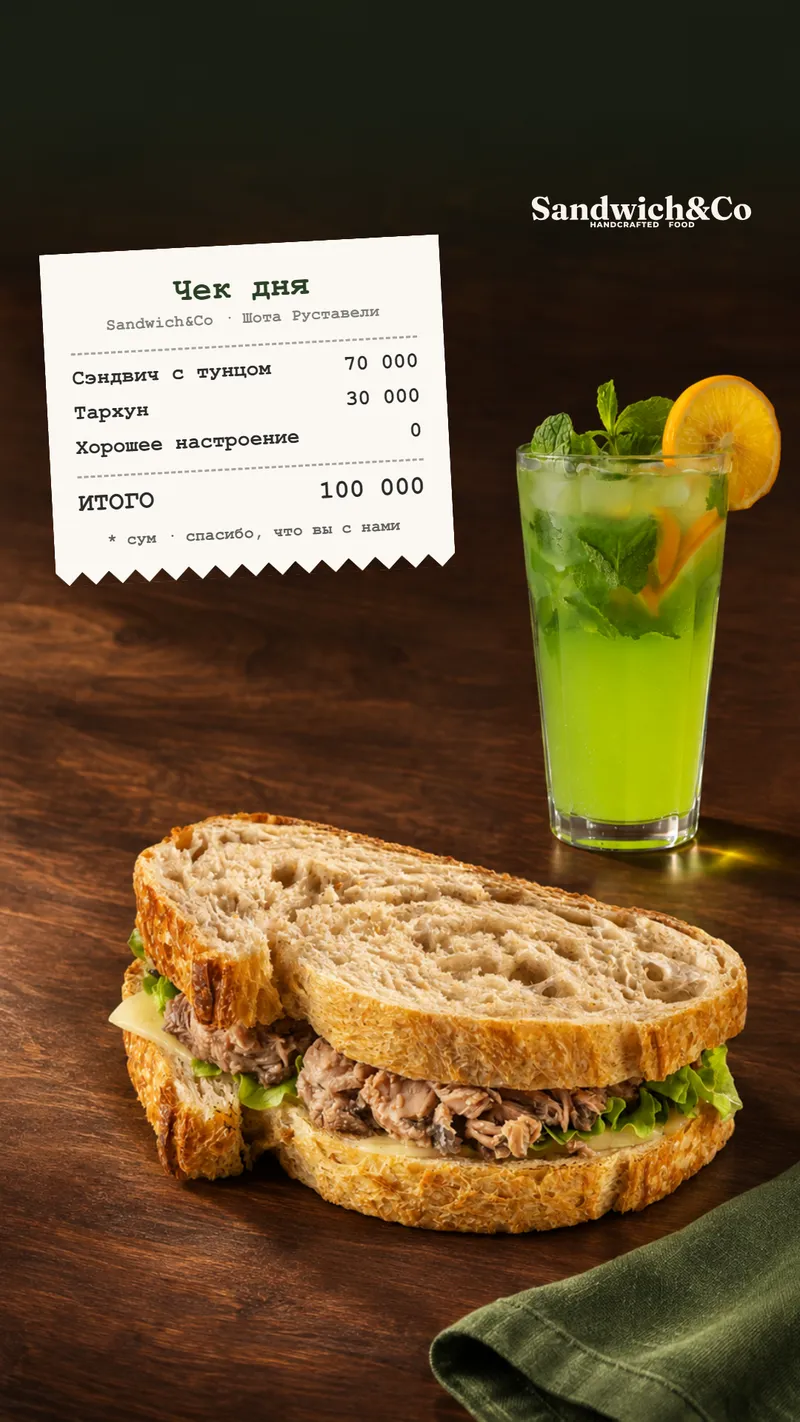 Sandwich&Co
HANDCRAFTED FOOD
Чек дня
Sandwich&Co · Шота Руставели
Сэндвич с тунцом 70 000
Тархун 30 000
Хорошее настроение 0
ИТОГО 100 000
* сум · спасибо, что вы с нами